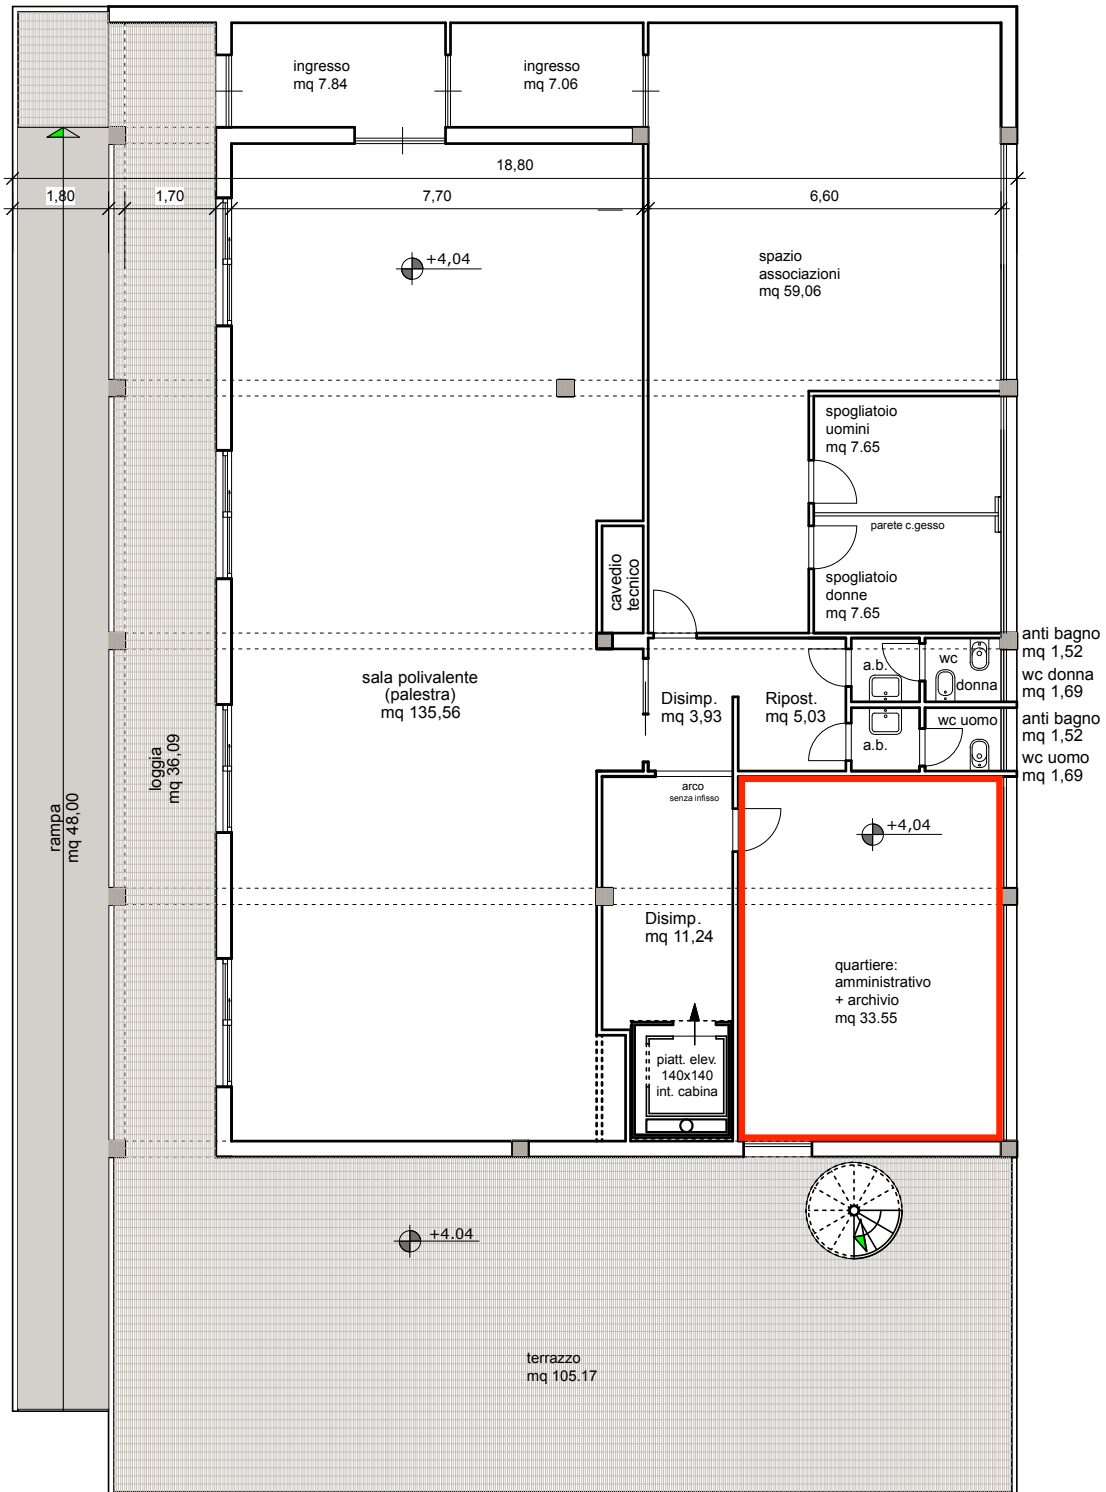 ingresso
mq 7.84
ingresso
mq 7.06
18,80
1,80
1,70
7,70
6,60
+4,04
spazio
associazioni
mq 59,06
spogliatoio
uomini
mq 7.65
parete c.gesso
cavedio
tecnico
spogliatoio
donne
mq 7.65
anti bagno
mq 1,52
wc donna
mq 1,69
anti bagno
mq 1,52
wc uomo
mq 1,69
a.b.
wc
donna
sala polivalente
(palestra)
mq 135,56
Disimp.
mq 3,93
Ripost.
mq 5,03
wc uomo
a.b.
loggia
mq 36,09
rampa
mq 48,00
arco
senza infisso
+4,04
Disimp.
mq 11,24
quartiere:
amministrativo
+ archivio
mq 33.55
piatt. elev.
140x140
int. cabina
+4.04
terrazzo
mq 105.17